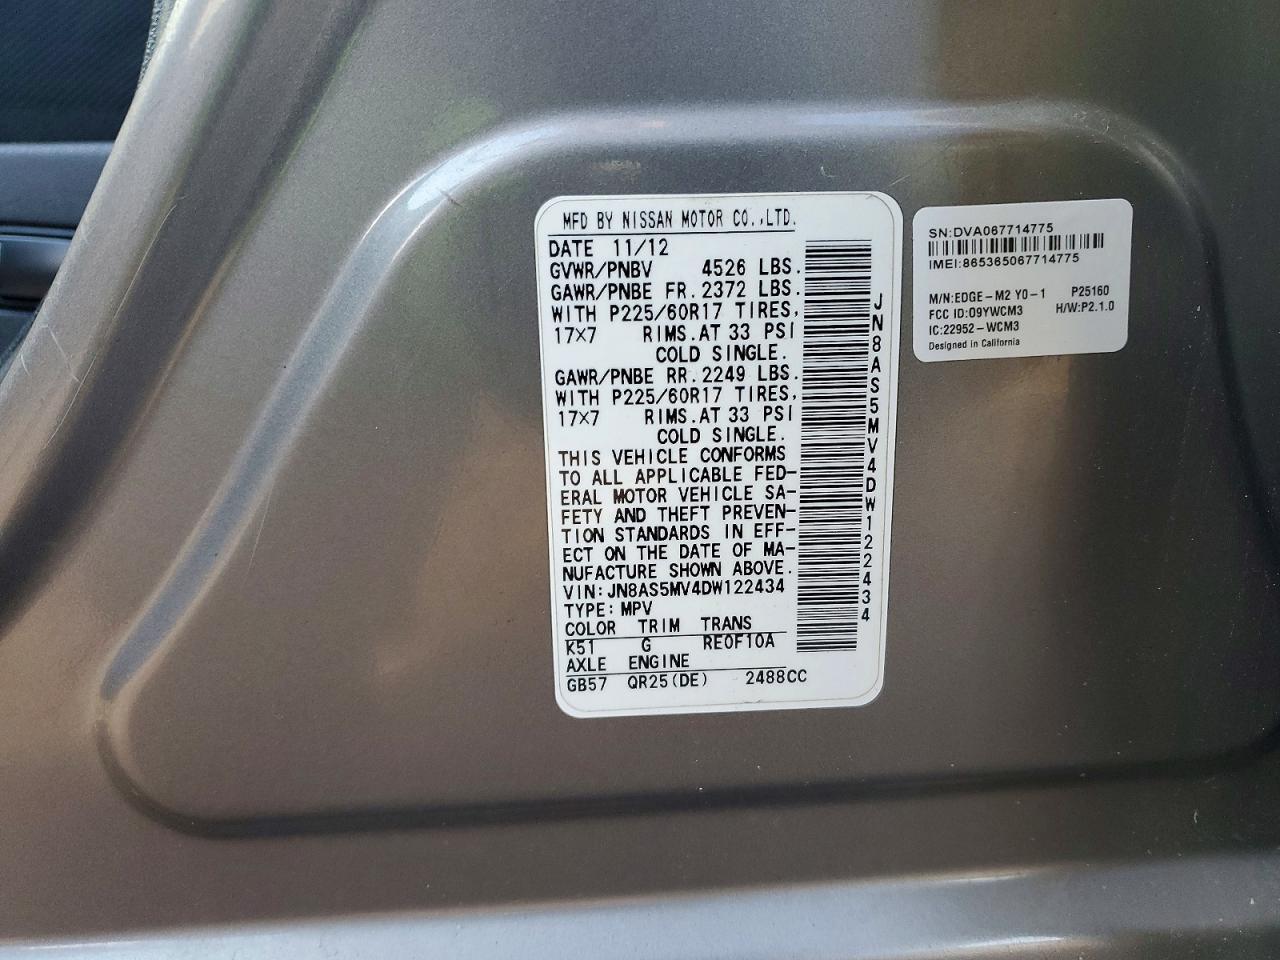 MFD BY NISSAN MOTOR CO.,LTD.
DATE 11/12
GVWR/PNBV 4526 LBS.
GAWR/PNBE FR.2372 LBS.
WITH P225/60R17 TIRES,
17×7 RIMS.AT 33 PSI
COLD SINGLE.
GAWR/PNBE RR.2249 LBS.
WITH P225/60R17 TIRES,
17×7 RIMS.AT 33 PSI
COLD SINGLE.
THIS VEHICLE CONFORMS
TO ALL APPLICABLE FED-
ERAL MOTOR VEHICLE SA-
FETY AND THEFT PREVEN-
TION STANDARDS IN EFF-
ECT ON THE DATE OF MA-
NUFACTURE SHOWN ABOVE.
VIN:JN8AS5MV4DW122434
TYPE:MPV
COLOR TRIM TRANS
K51 G RE0F10A
AXLE ENGINE
GB57 QR25(DE) 2488CC
JN8AS5MV4DW122434
SN:DVA067714775
IMEI:865365067714775
M/N:EDGE-M2 Y0-1 P25160
FCC ID:O9YWCM3 H/W:P2.1.0
IC:22952-WCM3
Designed in California